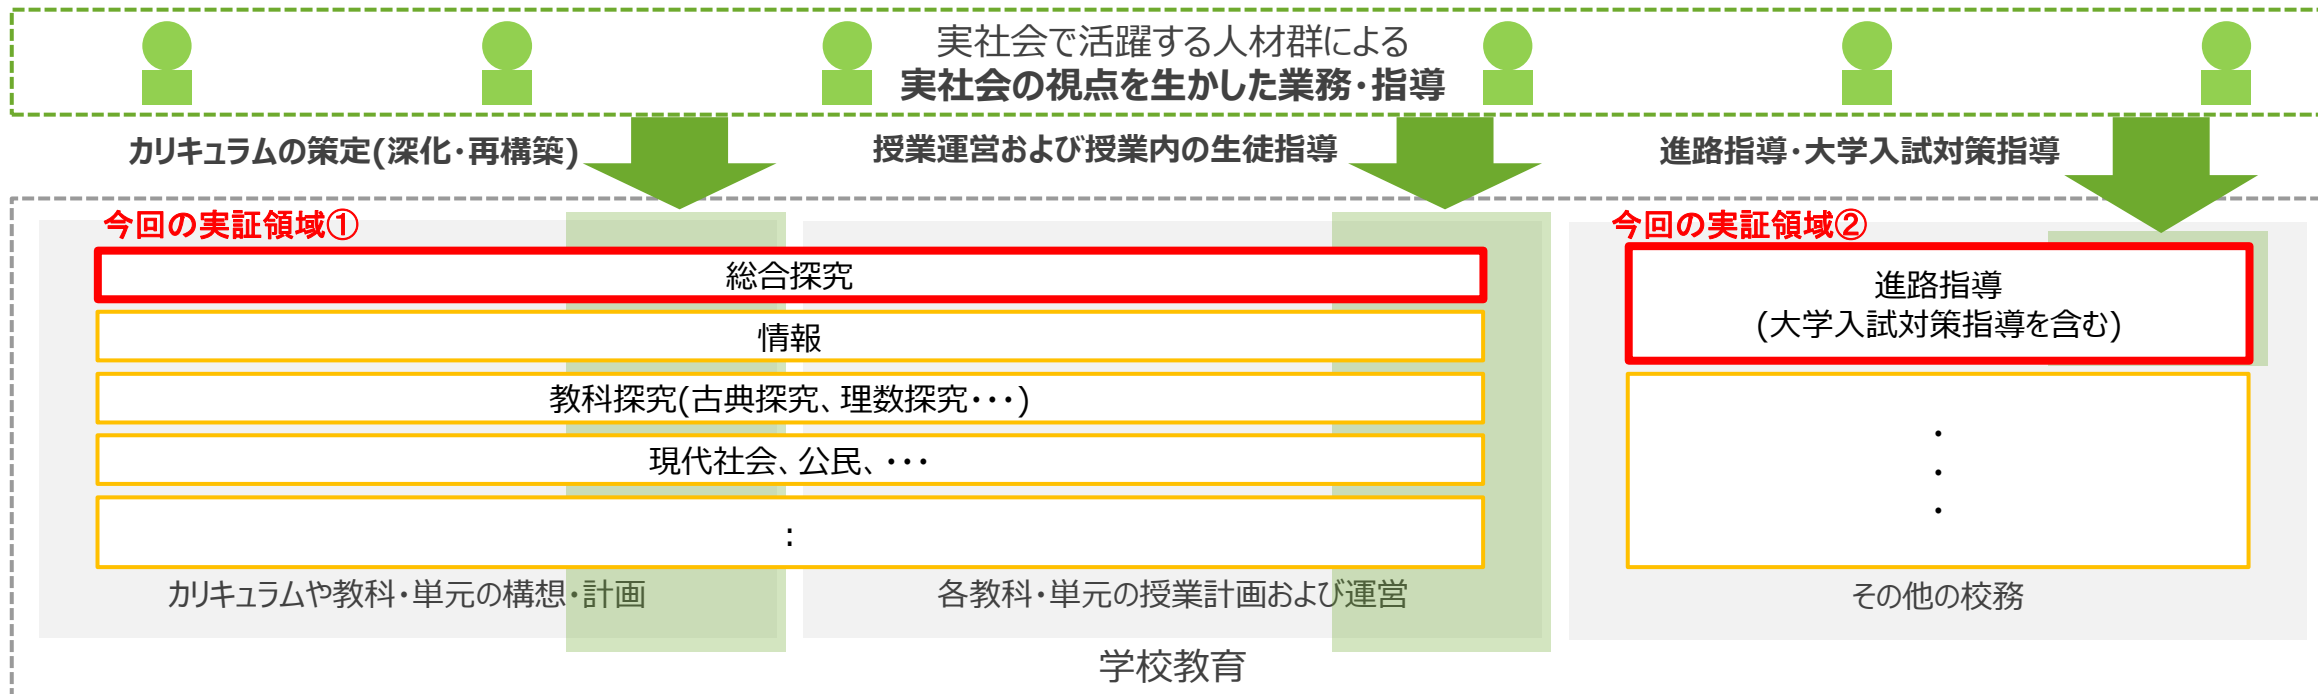 実社会で活躍する人材群による
実社会の視点を生かした業務・指導
カリキュラムの策定(深化・再構築)
授業運営および授業内の生徒指導
進路指導・大学入試対策指導
今回の実証領域①
今回の実証領域②
総合探究
情報
教科探究(古典探究、理数探究・・・)
現代社会、公民、・・・
:
進路指導
(大学入試対策指導を含む)
・
・
・
カリキュラムや教科・単元の構想・計画
各教科・単元の授業計画および運営
その他の校務
学校教育